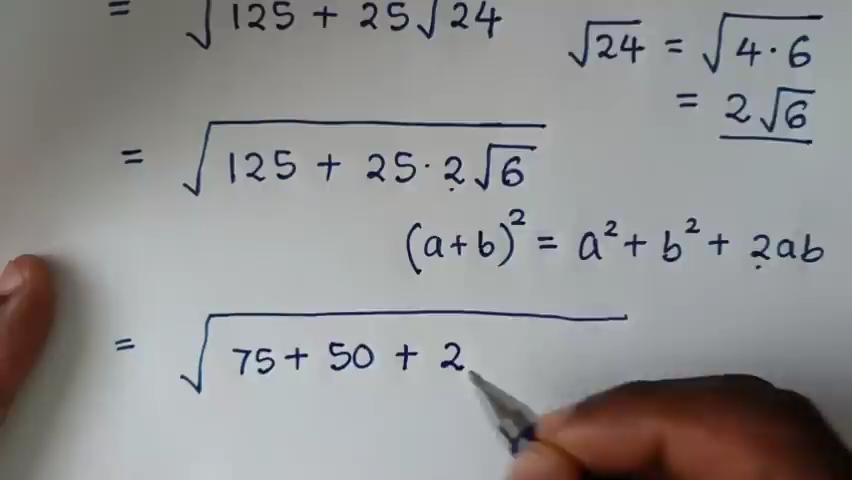 = √125 + 25√24
√24 = √4·6
= 2√6
= √125 + 25·2√6
(a+b)² = a² + b² + 2ab
= √75 + 50 + 2